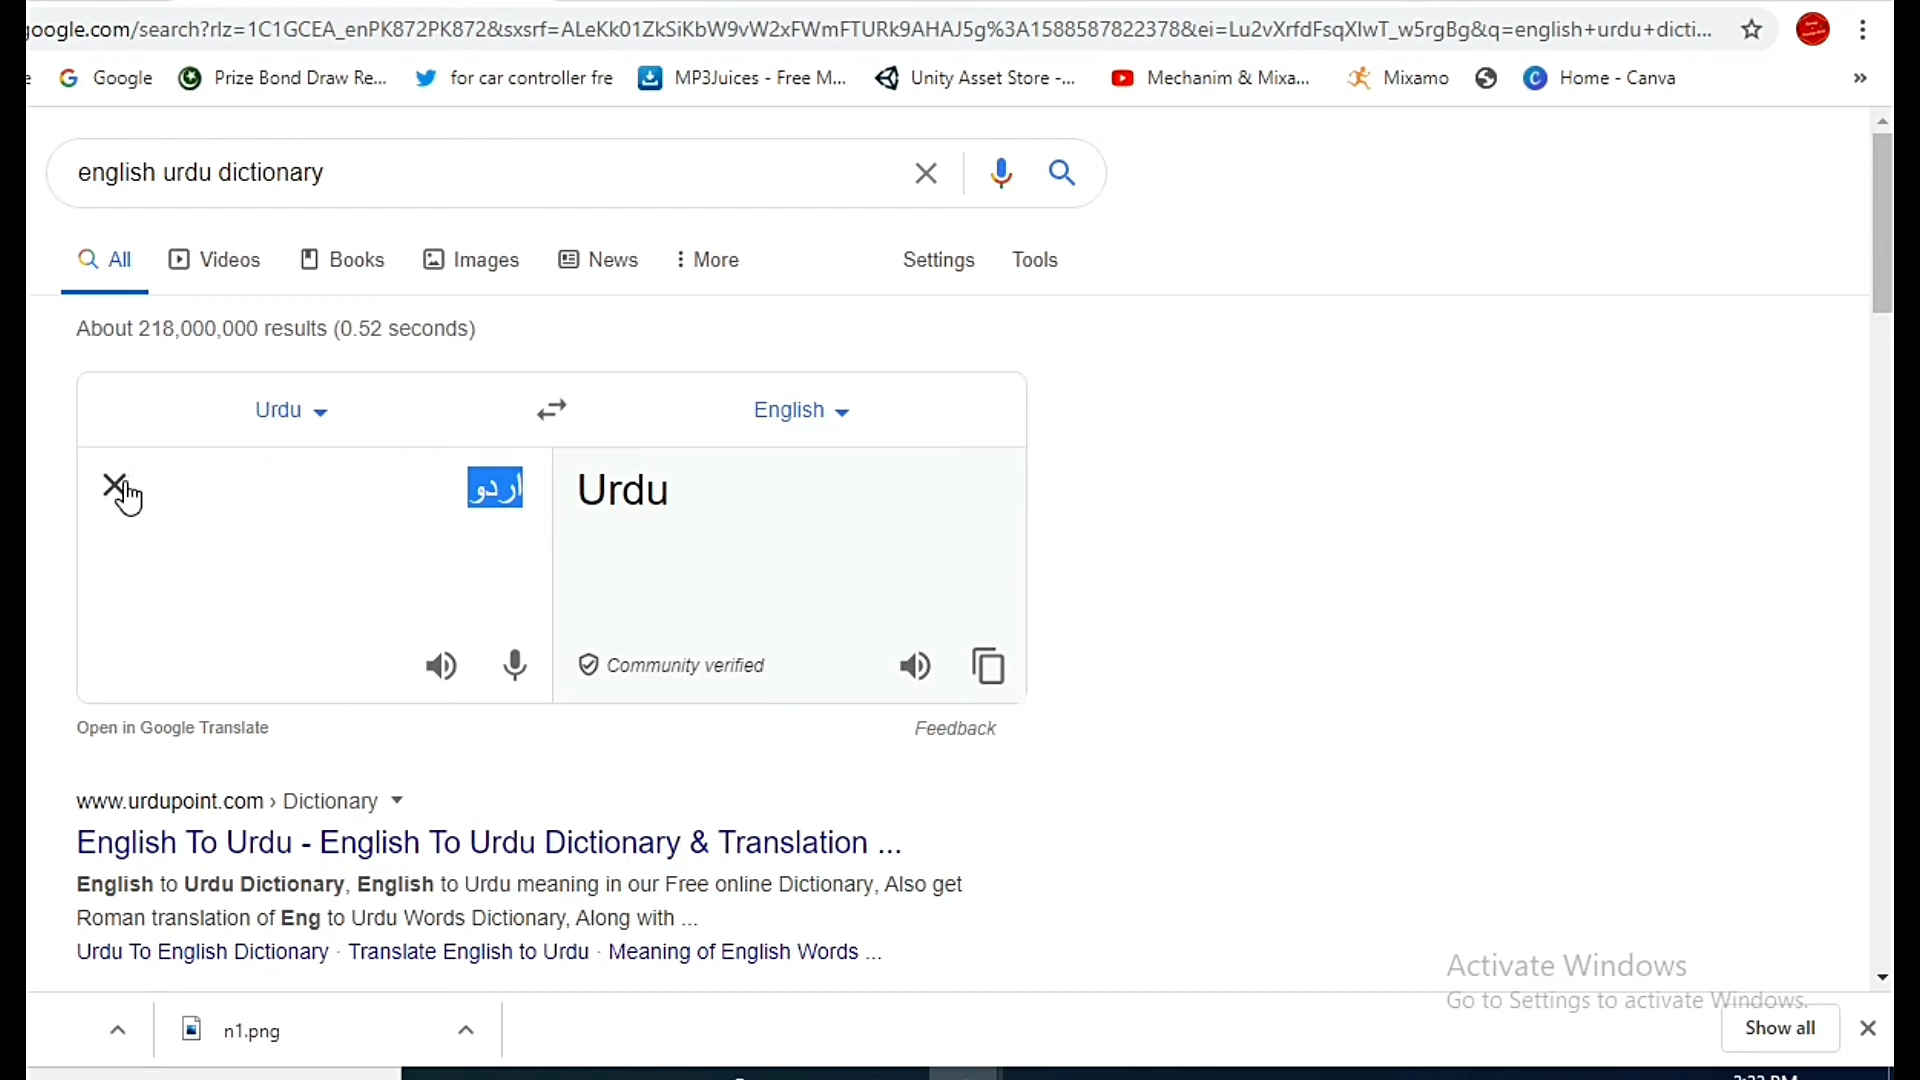 oogle.com/search?rlz=1C1GCEA_enPK872PK872&sxsrf=ALeKk01ZkSiKbW9vW2xFWmFTURk9AHAJ5g%3A1588587822378&ei=Lu2vXrfdFsqXlwT_w5rgBg&q=english+urdu+dicti...
Google Prize Bond Draw Re... for car controller fre MP3Juices - Free M... Unity Asset Store -... Mechanim & Mixa... Mixamo Home - Canva »
english urdu dictionary
All Videos Books Images News More Settings Tools
About 218,000,000 results (0.52 seconds)
Urdu English
اردو Urdu
Community verified
Open in Google Translate Feedback
www.urdupoint.com › Dictionary
English To Urdu - English To Urdu Dictionary & Translation ...
English to Urdu Dictionary, English to Urdu meaning in our Free online Dictionary, Also get
Roman translation of Eng to Urdu Words Dictionary, Along with ...
Urdu To English Dictionary · Translate English to Urdu · Meaning of English Words ...
Activate Windows
Go to Settings to activate Windows.
n1.png Show all